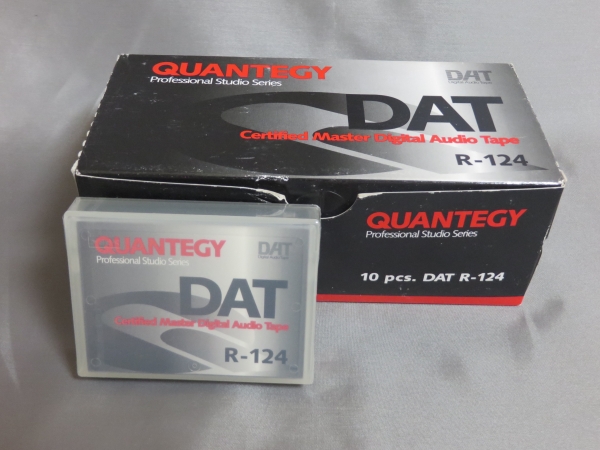 QUANTEGY
Professional Studio Series
DAT
DAT
Certified Master Digital Audio Tape
R-124
QUANTEGY
Professional Studio Series
10 pcs. DAT R-124
QUANTEGY
Professional Studio Series
DAT
DAT
Certified Master Digital Audio Tape
R-124